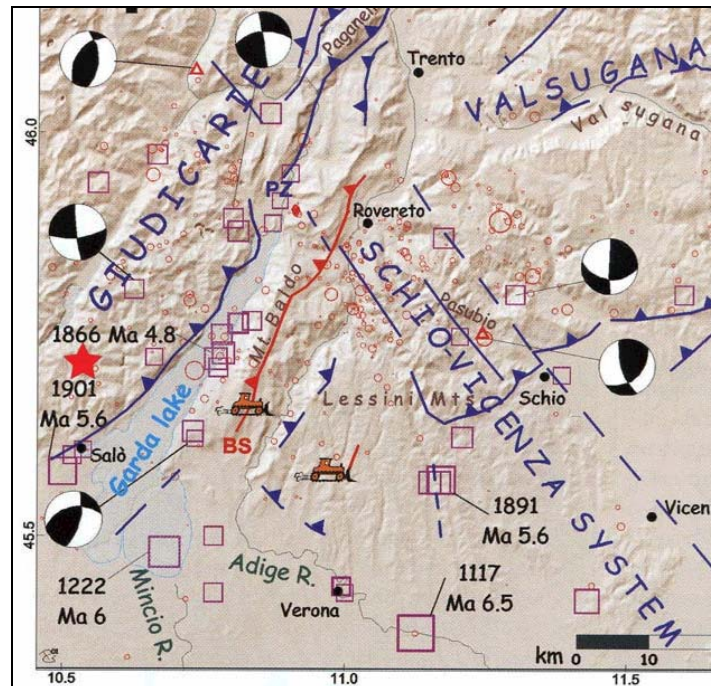 Paganella
Trento
VALSUGANA
Val sugana
46.0
GIUDICARIE
PZ
Rovereto
SCHIO-VICENZA SYSTEM
Pasubio
Mt. Baldo
1866 Ma 4.8
1901
Ma 5.6
Lessini Mts
Schio
Garda lake
BS
Salò
1891
Ma 5.6
Vicen
45.5
Adige R.
1222
Ma 6
Mincio R.
Verona
1117
Ma 6.5
km 0 10
10.5
11.0
11.5